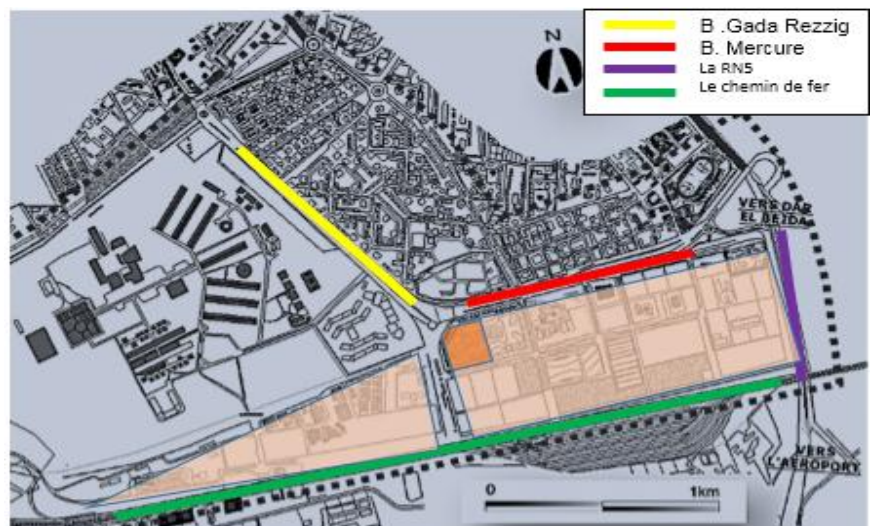 B .Gada Rezzig
B. Mercure
La RN5
Le chemin de fer
N
VERS DAR
EL BEIDA
VERS
L'AEROPORT
0 1km